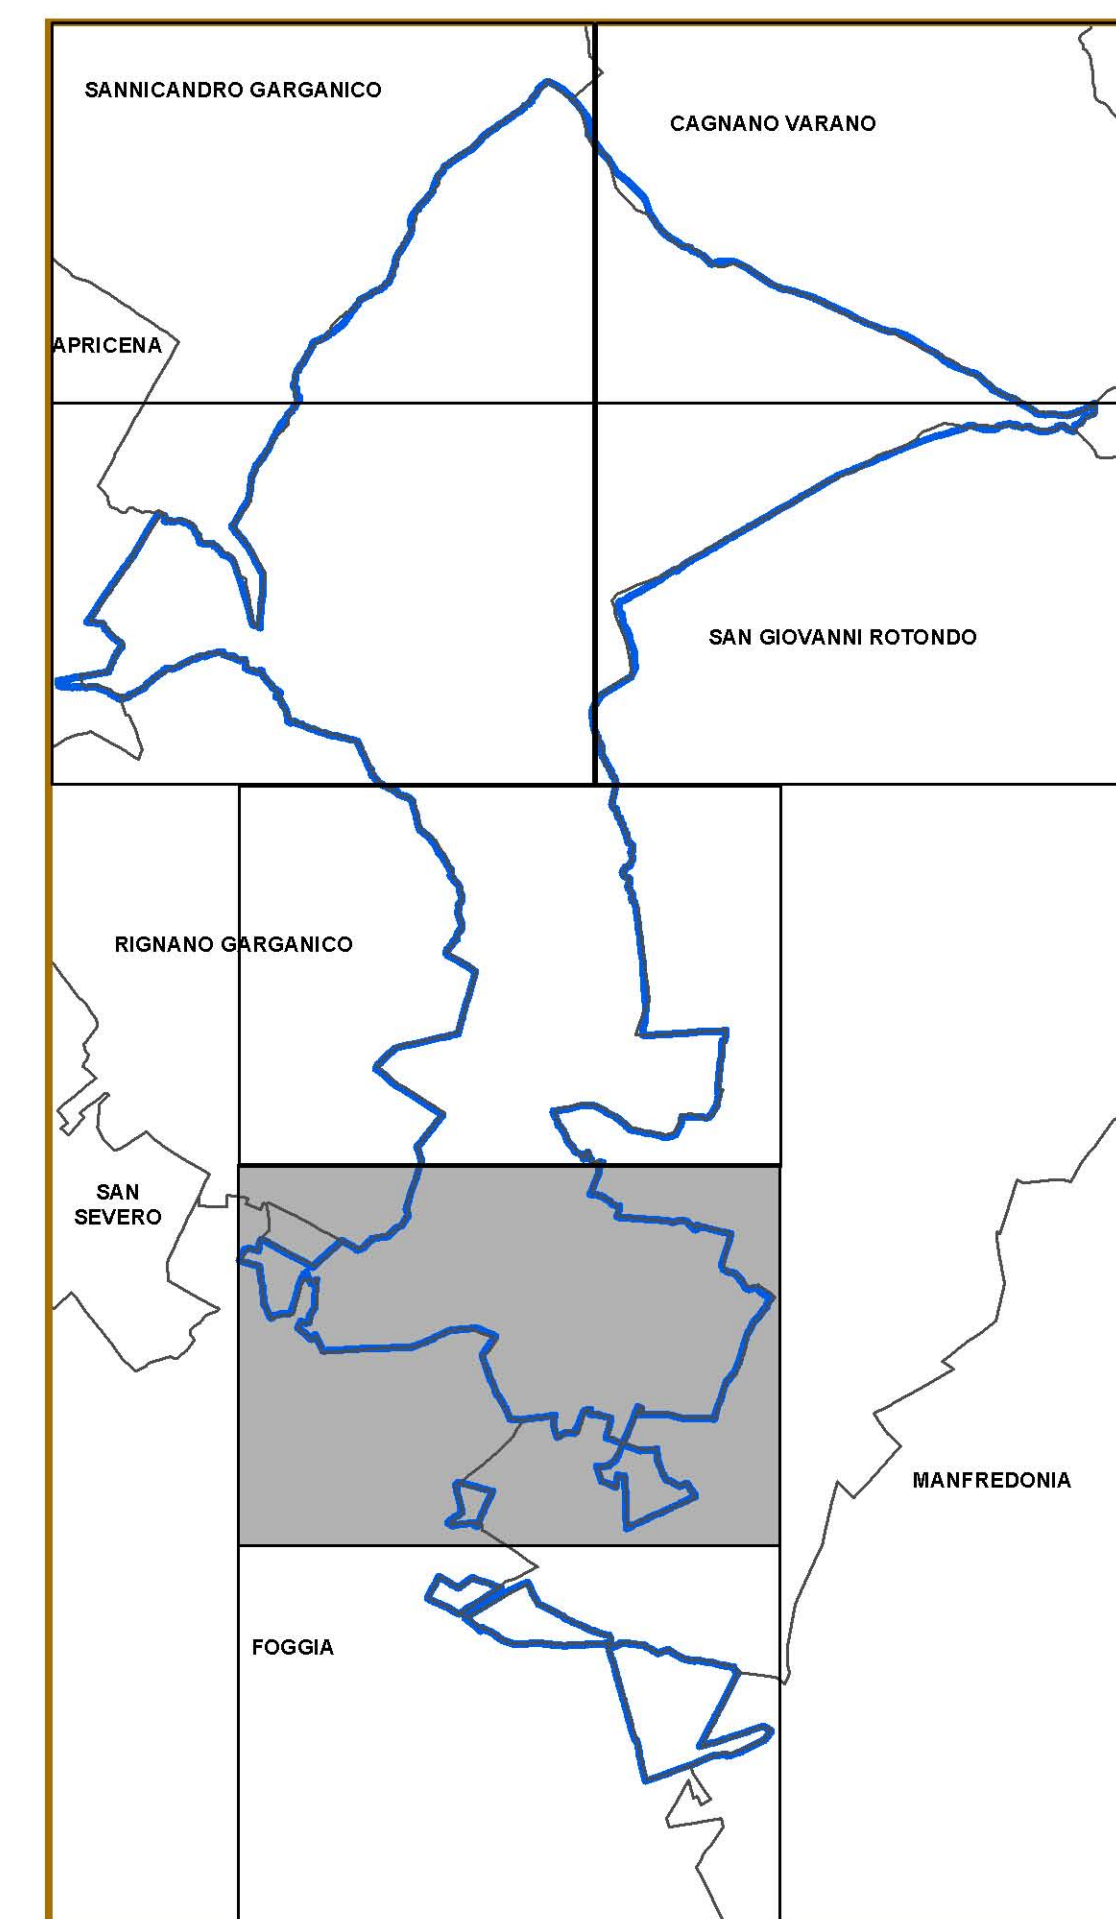 SANNICANDRO GARGANICO
CAGNANO VARANO
APRICENA
SAN GIOVANNI ROTONDO
RIGNANO GARGANICO
SAN
SEVERO
MANFREDONIA
FOGGIA